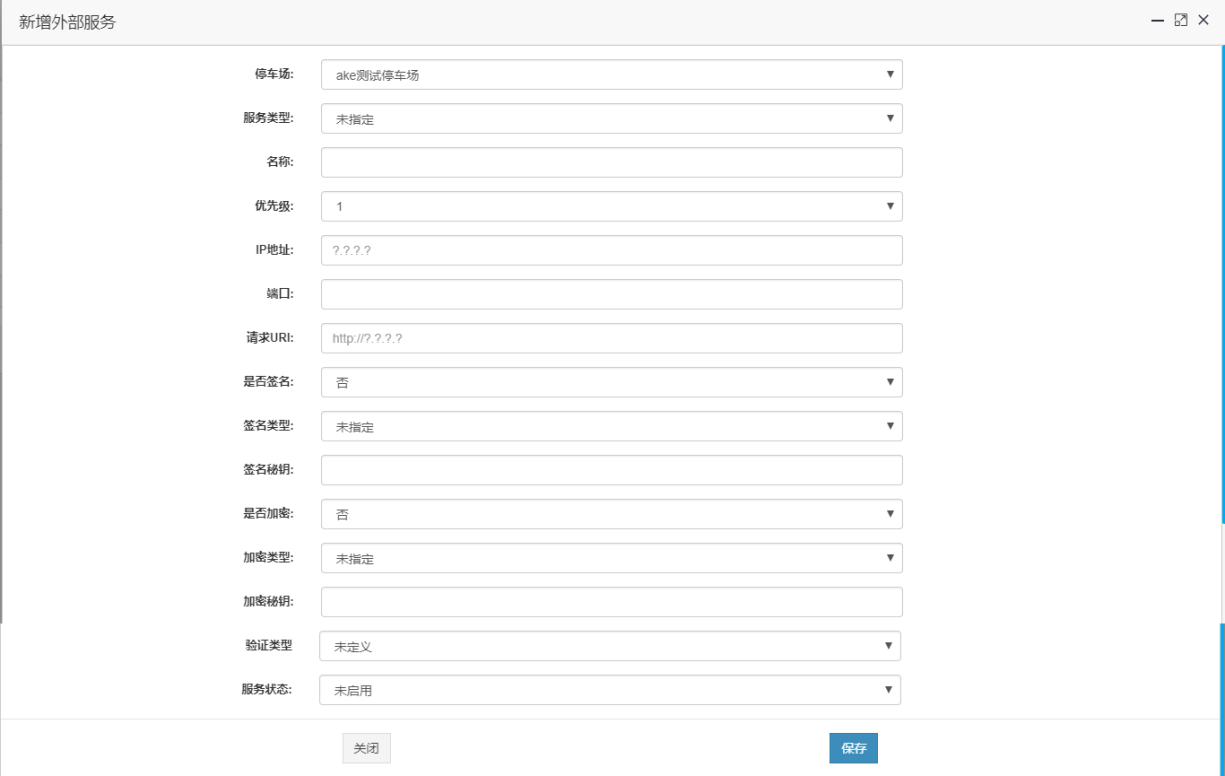 新增外部服务
停车场: ake测试停车场
服务类型: 未指定
名称:
优先级: 1
IP地址: ?.?.?.?
端口:
请求URI: http://?.?.?.?
是否签名: 否
签名类型: 未指定
签名秘钥:
是否加密: 否
加密类型: 未指定
加密秘钥:
验证类型 未定义
服务状态: 未启用
关闭 保存